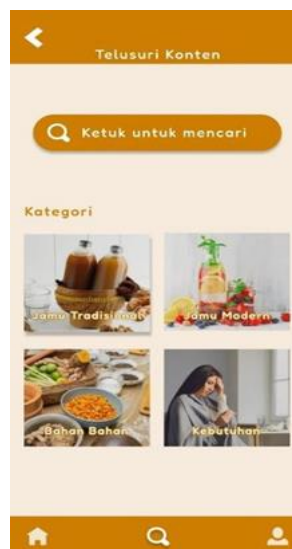 Telusuri Konten
Ketuk untuk mencari
Kategori
Jamu Tradisional
Jamu Modern
Bahan Bahan
Kebutuhan